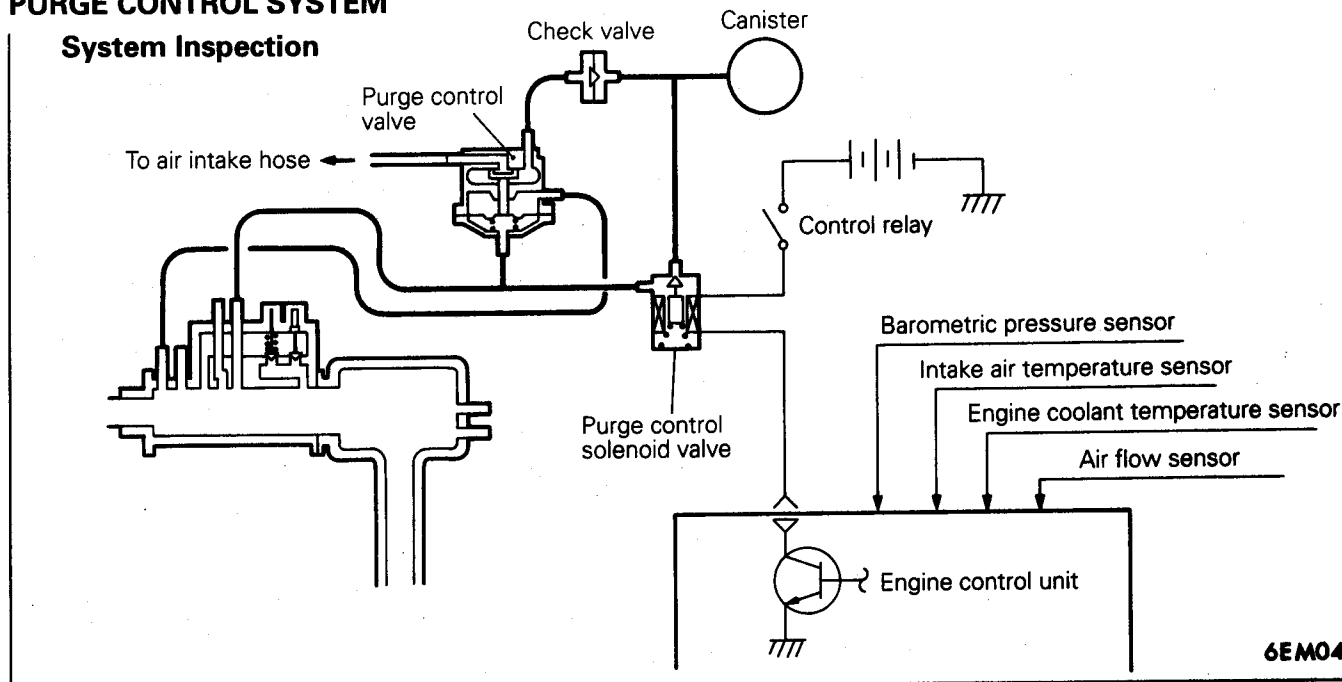 PURGE CONTROL SYSTEM
System Inspection
Check valve
Canister
Purge control
valve
To air intake hose
Control relay
Barometric pressure sensor
Intake air temperature sensor
Engine coolant temperature sensor
Air flow sensor
Purge control
solenoid valve
Engine control unit
6EM04